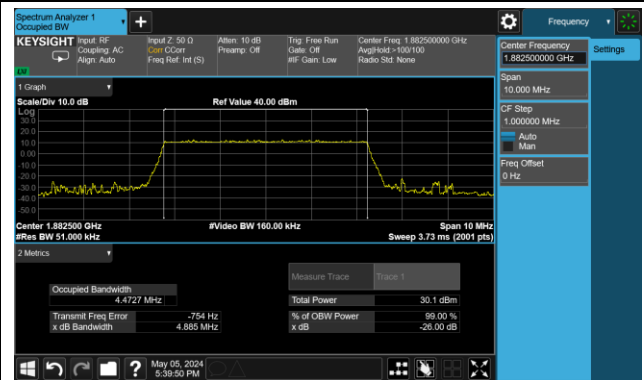 Spectrum Analyzer 1
Occupied BW
Frequency
KEYSIGHT
Input: RF
Coupling: AC
Align: Auto
Input Z: 50 Ω
Corr CCorr
Freq Ref: Int (S)
Atten: 10 dB
Preamp: Off
Trig: Free Run
Gate: Off
#IF Gain: Low
Center Freq: 1.882500000 GHz
Avg|Hold:>100/100
Radio Std: None
Center Frequency
1.882500000 GHz
Settings
Span
10.000 MHz
CF Step
1.000000 MHz
Auto
Man
Freq Offset
0 Hz
1 Graph
Scale/Div 10.0 dB
Ref Value 40.00 dBm
Log
30.0
20.0
10.0
0.00
-10.0
-20.0
-30.0
-40.0
-50.0
Center 1.882500 GHz
#Video BW 160.00 kHz
Span 10 MHz
#Res BW 51.000 kHz
Sweep 3.73 ms (2001 pts)
2 Metrics
Measure Trace
Trace 1
Occupied Bandwidth
4.4727 MHz
Total Power
30.1 dBm
Transmit Freq Error
-754 Hz
% of OBW Power
99.00 %
x dB Bandwidth
4.885 MHz
x dB
-26.00 dB
?
May 05, 2024
5:39:50 PM